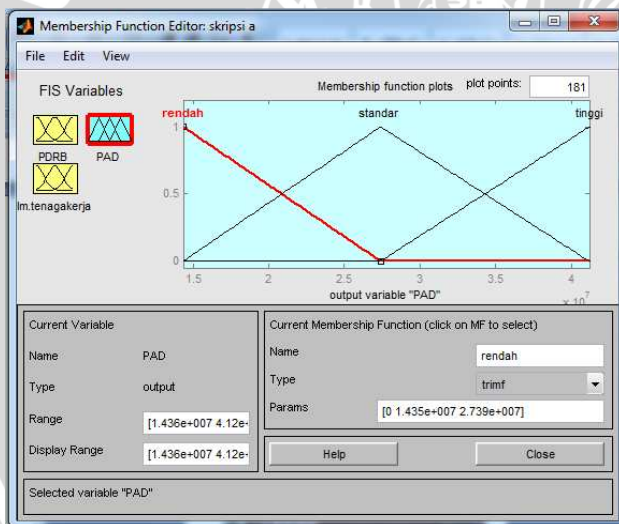 Membership Function Editor: skripsi a
File Edit View
FIS Variables
PDRB PAD
lm.tenagakerja
Membership function plots plot points: 181
rendah standar tinggi
1
0.5
0
1.5 2 2.5 3 3.5 4
x 10^7
output variable "PAD"
Current Variable
Name PAD
Type output
Range [1.436e+007 4.12e+
Display Range [1.436e+007 4.12e+
Current Membership Function (click on MF to select)
Name rendah
Type trimf
Params [0 1.435e+007 2.739e+007]
Help Close
Selected variable "PAD"